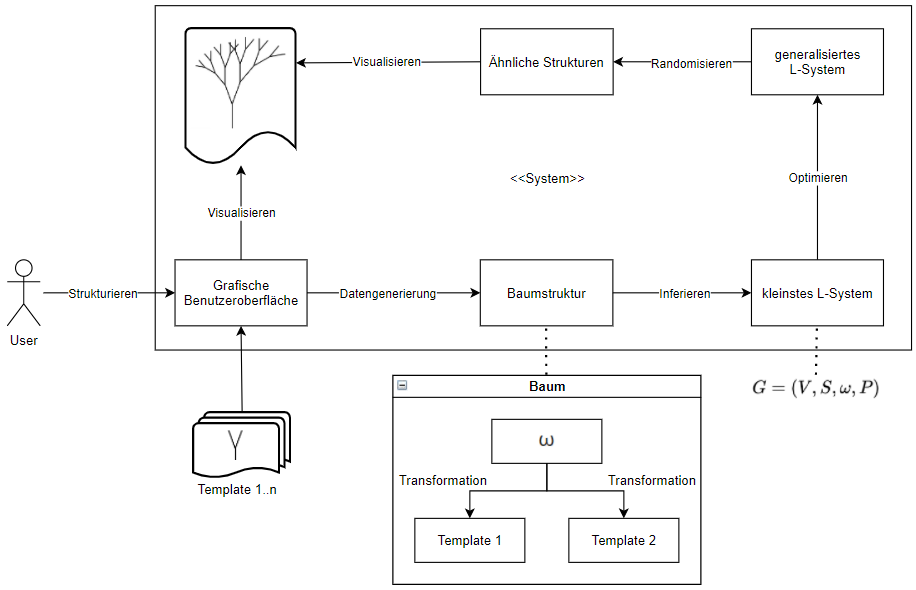 Visualisieren
Ähnliche Strukturen
Randomisieren
generalisiertes
L-System
<<System>>
Optimieren
Visualisieren
User
Strukturieren
Grafische
Benutzeroberfläche
Datengenerierung
Baumstruktur
Inferieren
kleinstes L-System
G = (V, S, ω, P)
Template 1..n
Baum
ω
Transformation
Transformation
Template 1
Template 2